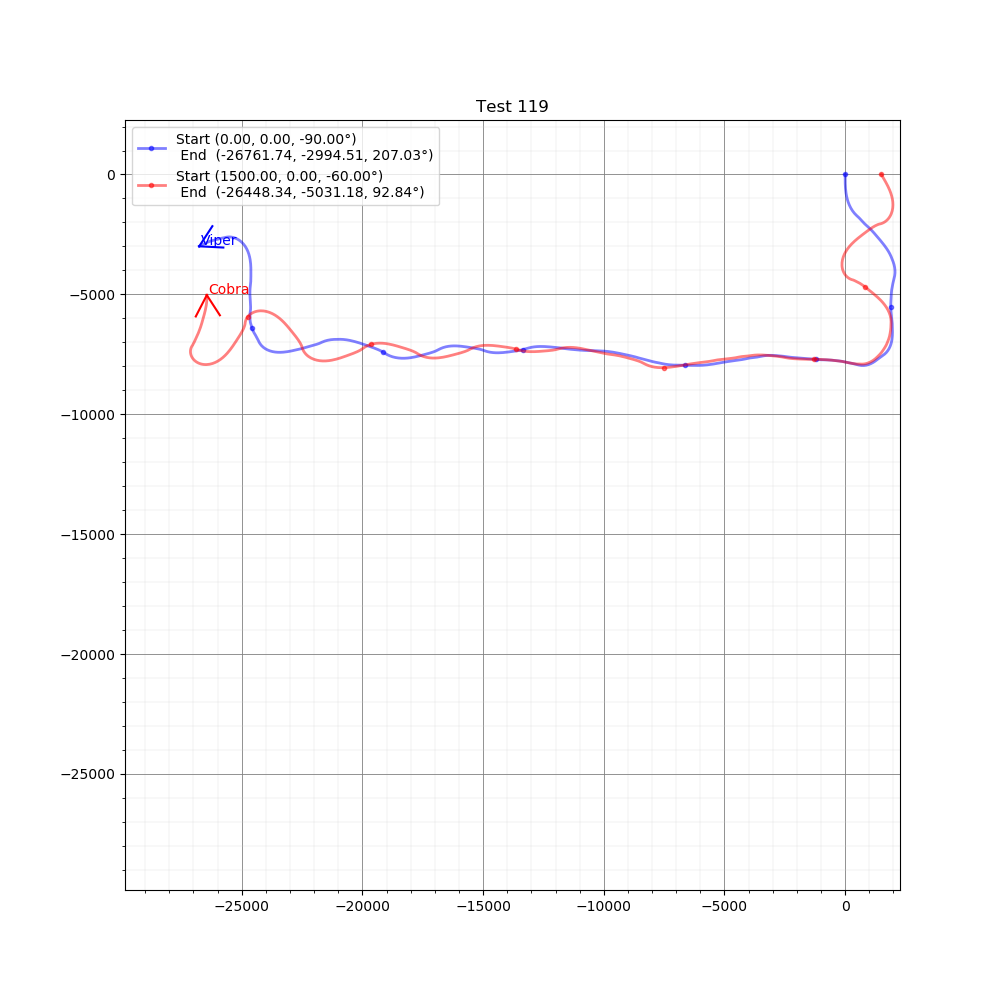 Test 119
Start (0.00, 0.00, -90.00°)
End  (-26761.74, -2994.51, 207.03°)
Start (1500.00, 0.00, -60.00°)
End  (-26448.34, -5031.18, 92.84°)
Viper
Cobra
0
−5000
−10000
−15000
−20000
−25000
−25000 −20000 −15000 −10000 −5000 0